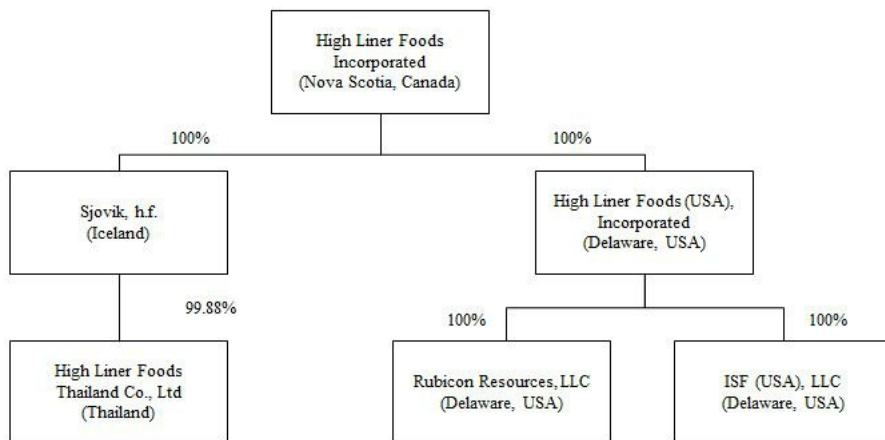 High Liner Foods
Incorporated
(Nova Scotia, Canada)
100%
100%
Sjovik, h.f.
(Iceland)
High Liner Foods (USA),
Incorporated
(Delaware, USA)
99.88%
100%
100%
High Liner Foods
Thailand Co., Ltd
(Thailand)
Rubicon Resources, LLC
(Delaware, USA)
ISF (USA), LLC
(Delaware, USA)